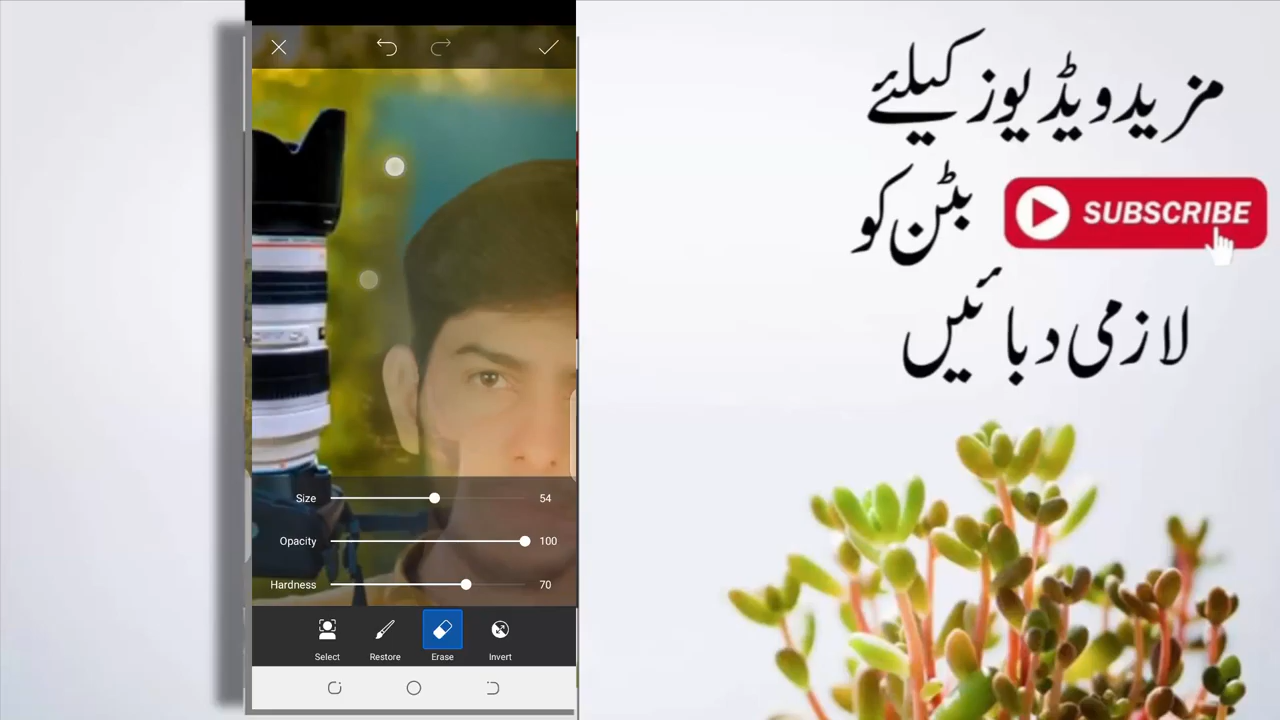 Size 54
Opacity 100
Hardness 70
Select Restore Erase Invert
مزید ویڈیوز کیلئے
SUBSCRIBE بٹن کو
لازمی دبائیں